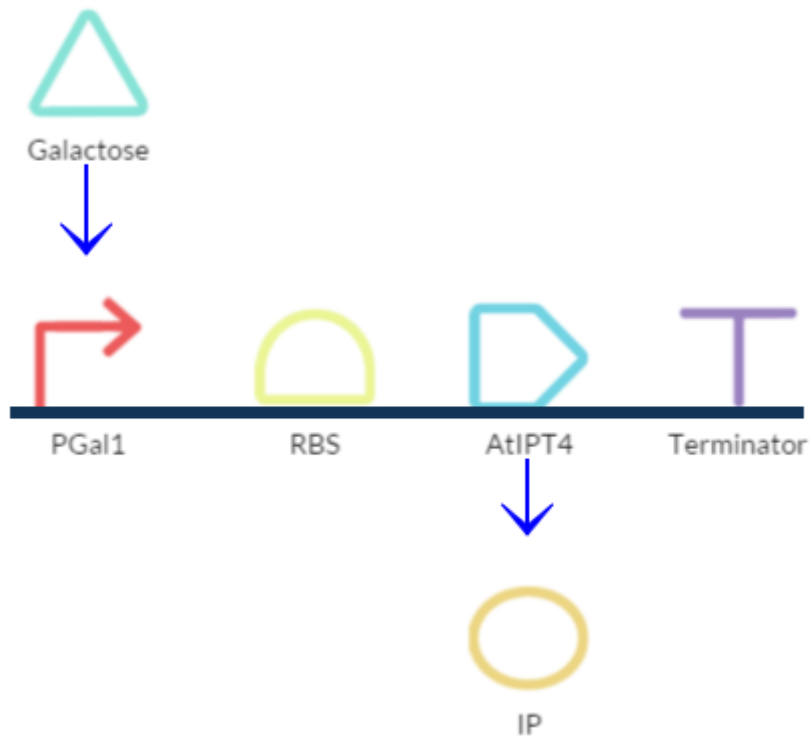 Galactose
PGal1
RBS
AtIPT4
Terminator
IP